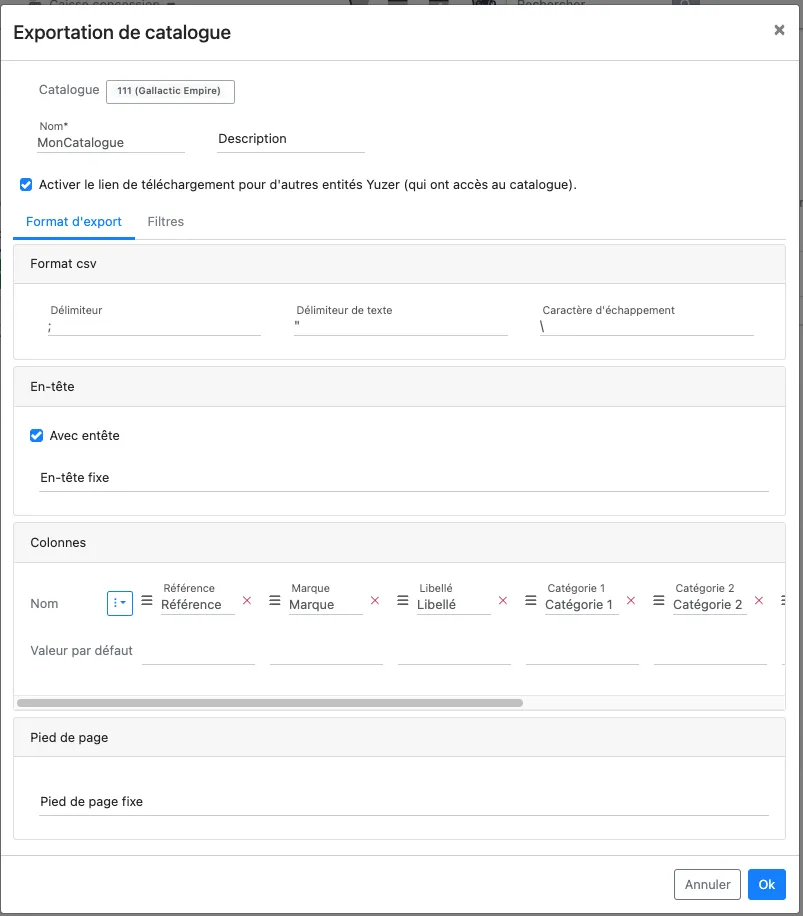 Caisse concession
Rechercher
Exportation de catalogue
×
Catalogue 111 (Gallactic Empire)
Nom*
MonCatalogue
Description
Activer le lien de téléchargement pour d'autres entités Yuzer (qui ont accès au catalogue).
Format d'export Filtres
Format csv
Délimiteur Délimiteur de texte Caractère d'échappement
; " \
En-tête
Avec entête
En-tête fixe
Colonnes
Référence Marque Libellé Catégorie 1 Catégorie 2
Nom Référence Marque Libellé Catégorie 1 Catégorie 2
Valeur par défaut
Pied de page
Pied de page fixe
Annuler Ok